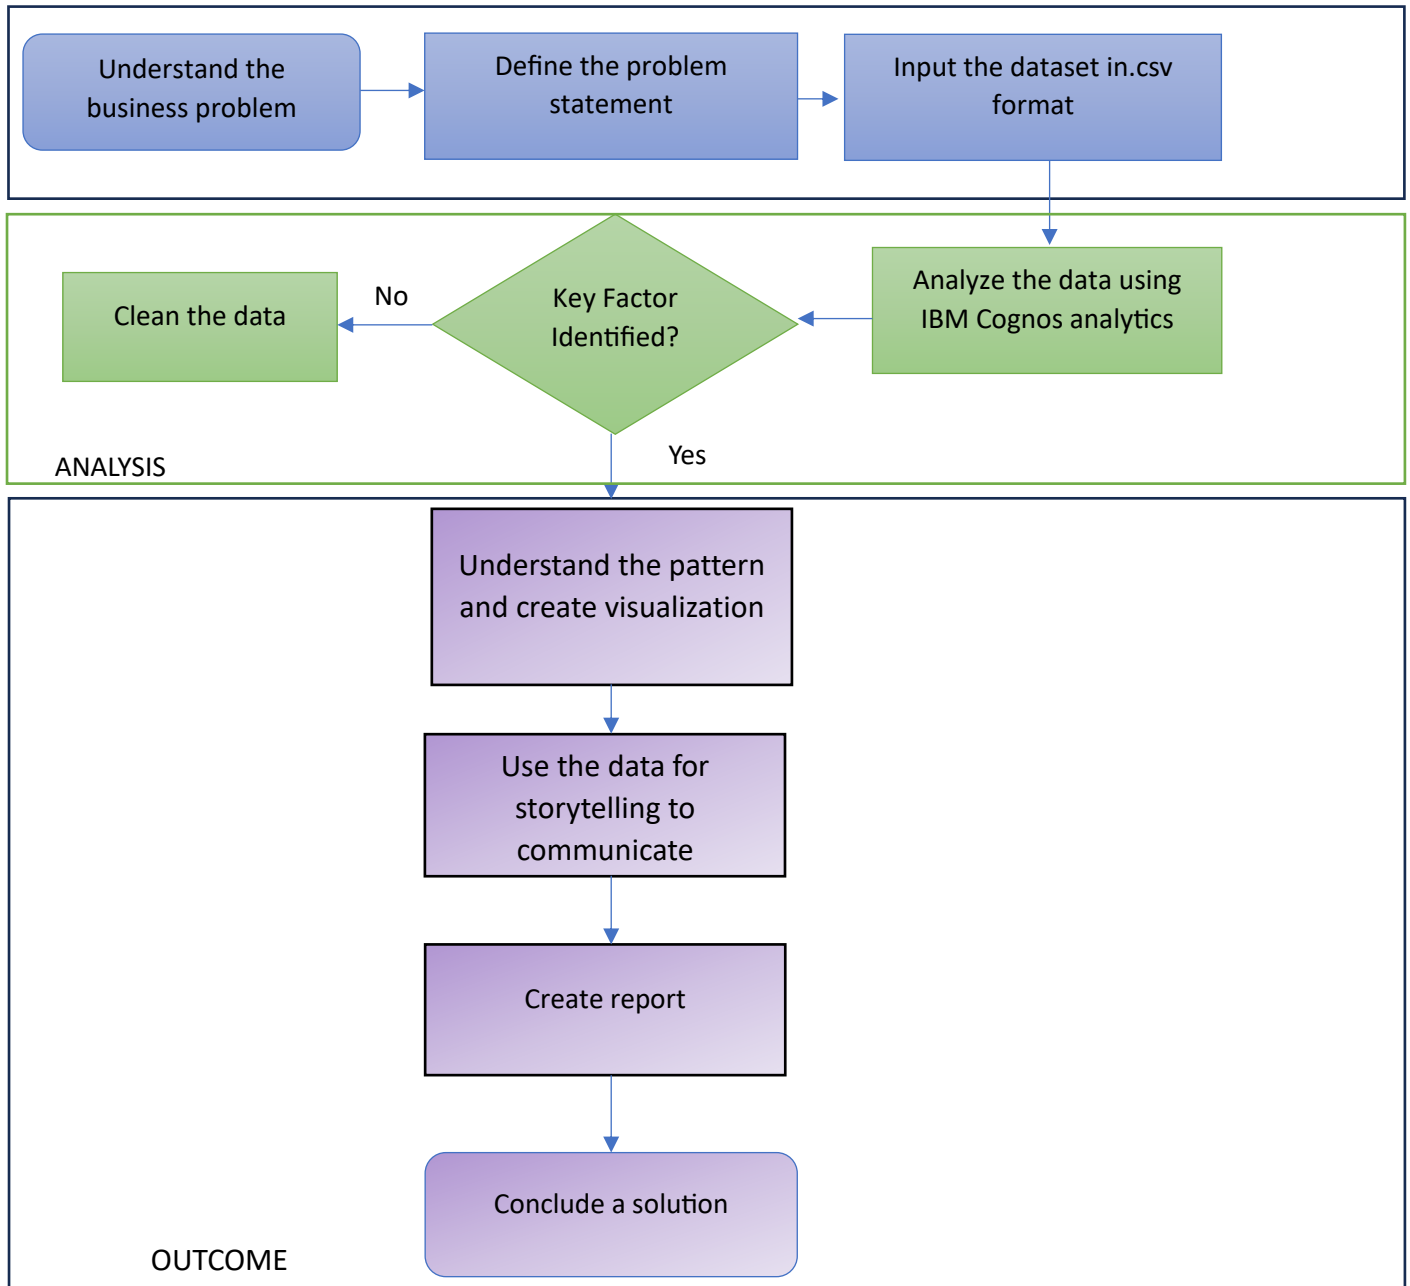 Understand the
business problem
Define the problem
statement
Input the dataset in.csv
format
Analyze the data using
IBM Cognos analytics
Key Factor
Identified?
No
Clean the data
Yes
ANALYSIS
Understand the pattern
and create visualization
Use the data for
storytelling to
communicate
Create report
Conclude a solution
OUTCOME